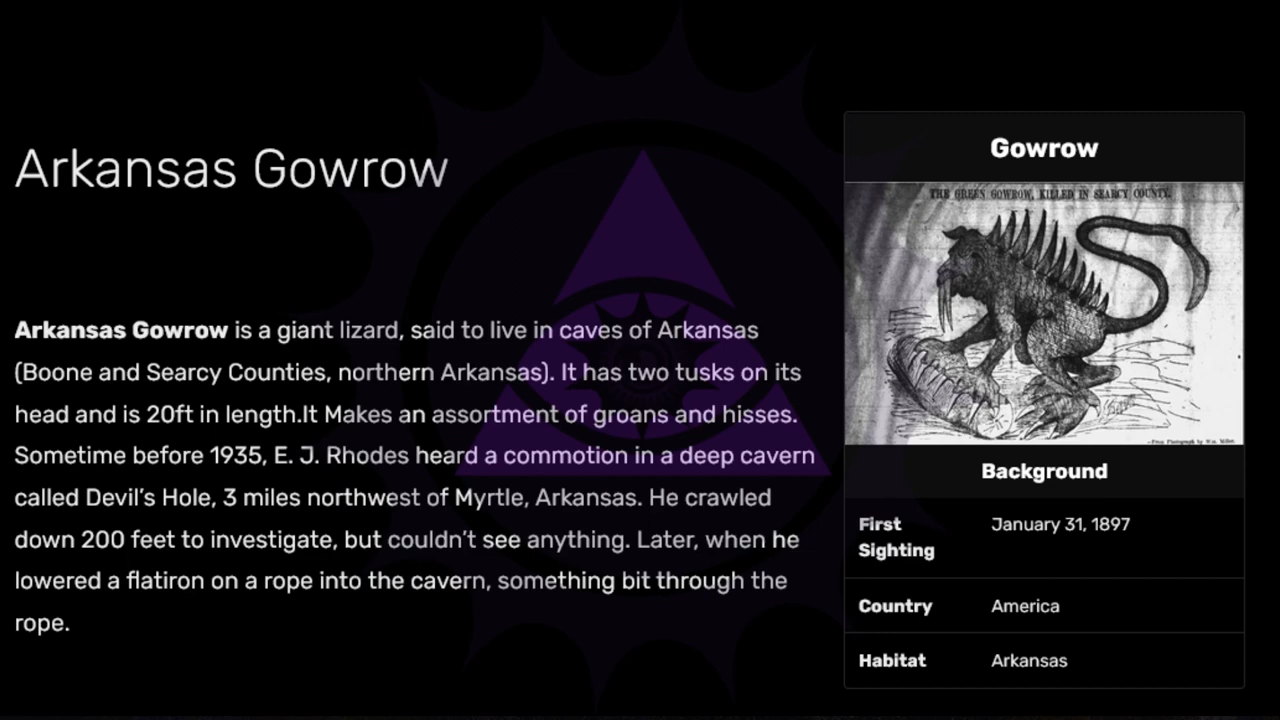 Arkansas Gowrow
Arkansas Gowrow is a giant lizard, said to live in caves of Arkansas
(Boone and Searcy Counties, northern Arkansas). It has two tusks on its
head and is 20ft in length.It Makes an assortment of groans and hisses.
Sometime before 1935, E. J. Rhodes heard a commotion in a deep cavern
called Devil’s Hole, 3 miles northwest of Myrtle, Arkansas. He crawled
down 200 feet to investigate, but couldn’t see anything. Later, when he
lowered a flatiron on a rope into the cavern, something bit through the
rope.
Gowrow
THE GREEN GOWROW, KILLED IN SEARCY COUNTY.
—From Photograph by Wm. Miller.
Background
First Sighting January 31, 1897
Country America
Habitat Arkansas